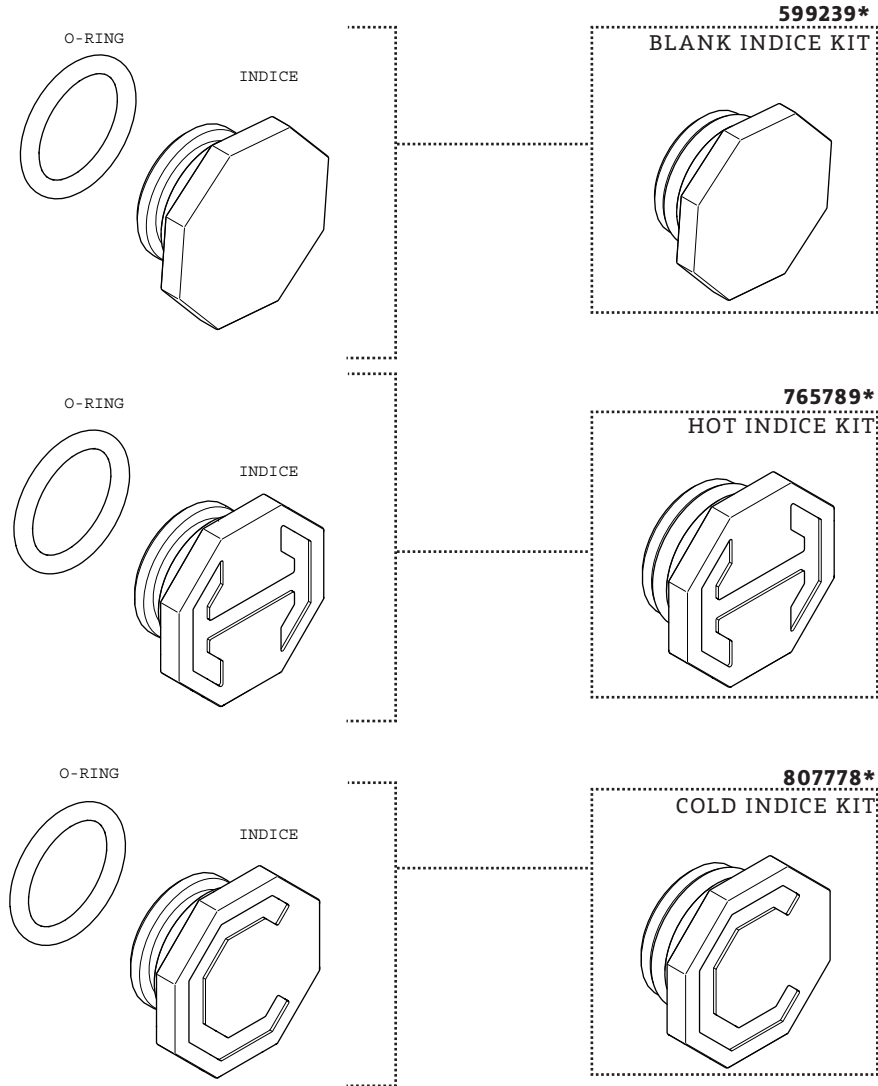 599239*
O-RING
BLANK INDICE KIT
INDICE
765789*
O-RING
HOT INDICE KIT
INDICE
O-RING
807778*
COLD INDICE KIT
INDICE